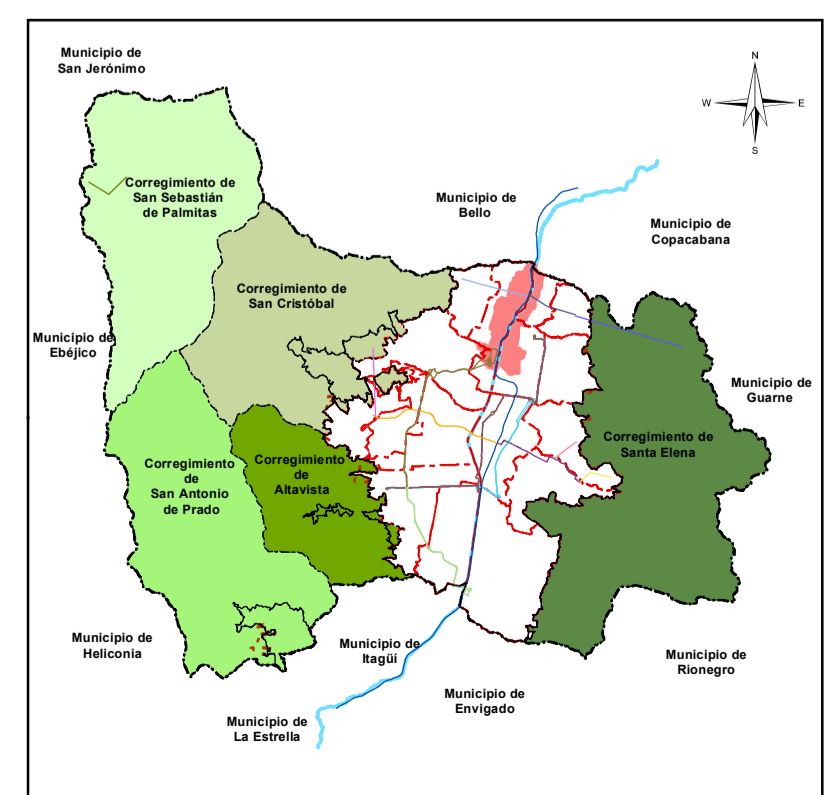 Municipio de
San Jerónimo
N
W
E
S
Corregimiento de
San Sebastián
de Palmitas
Municipio de
Bello
Municipio de
Copacabana
Corregimiento de
San Cristóbal
Municipio de
Ebéjico
Municipio de
Guarne
Corregimiento de
Santa Elena
Corregimiento
de
San Antonio
de Prado
Corregimiento
de
Altavista
Municipio de
Heliconia
Municipio de
Itagüí
Municipio de
Rionegro
Municipio de
Envigado
Municipio de
La Estrella